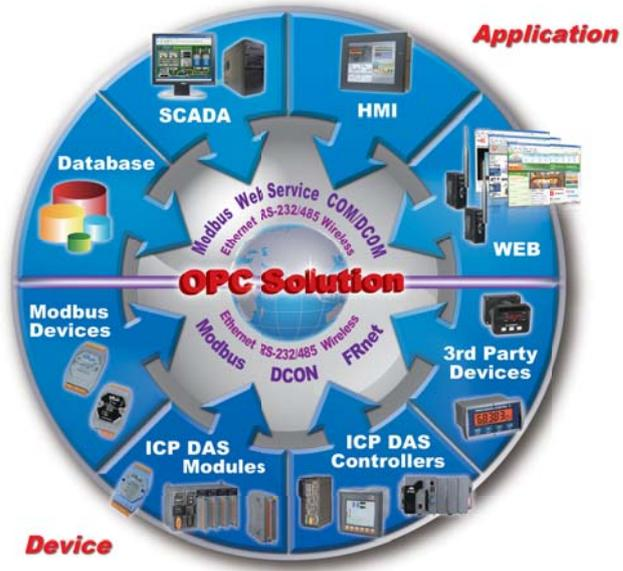 Application
SCADA
HMI
Database
WEB
Modbus Web Service COM/DCOM
Ethernet RS-232/485 Wireless
OPC Solution
Ethernet RS-232/485 Wireless
Modbus DCON FRnet
Modbus
Devices
3rd Party
Devices
ICP DAS
Modules
ICP DAS
Controllers
Device